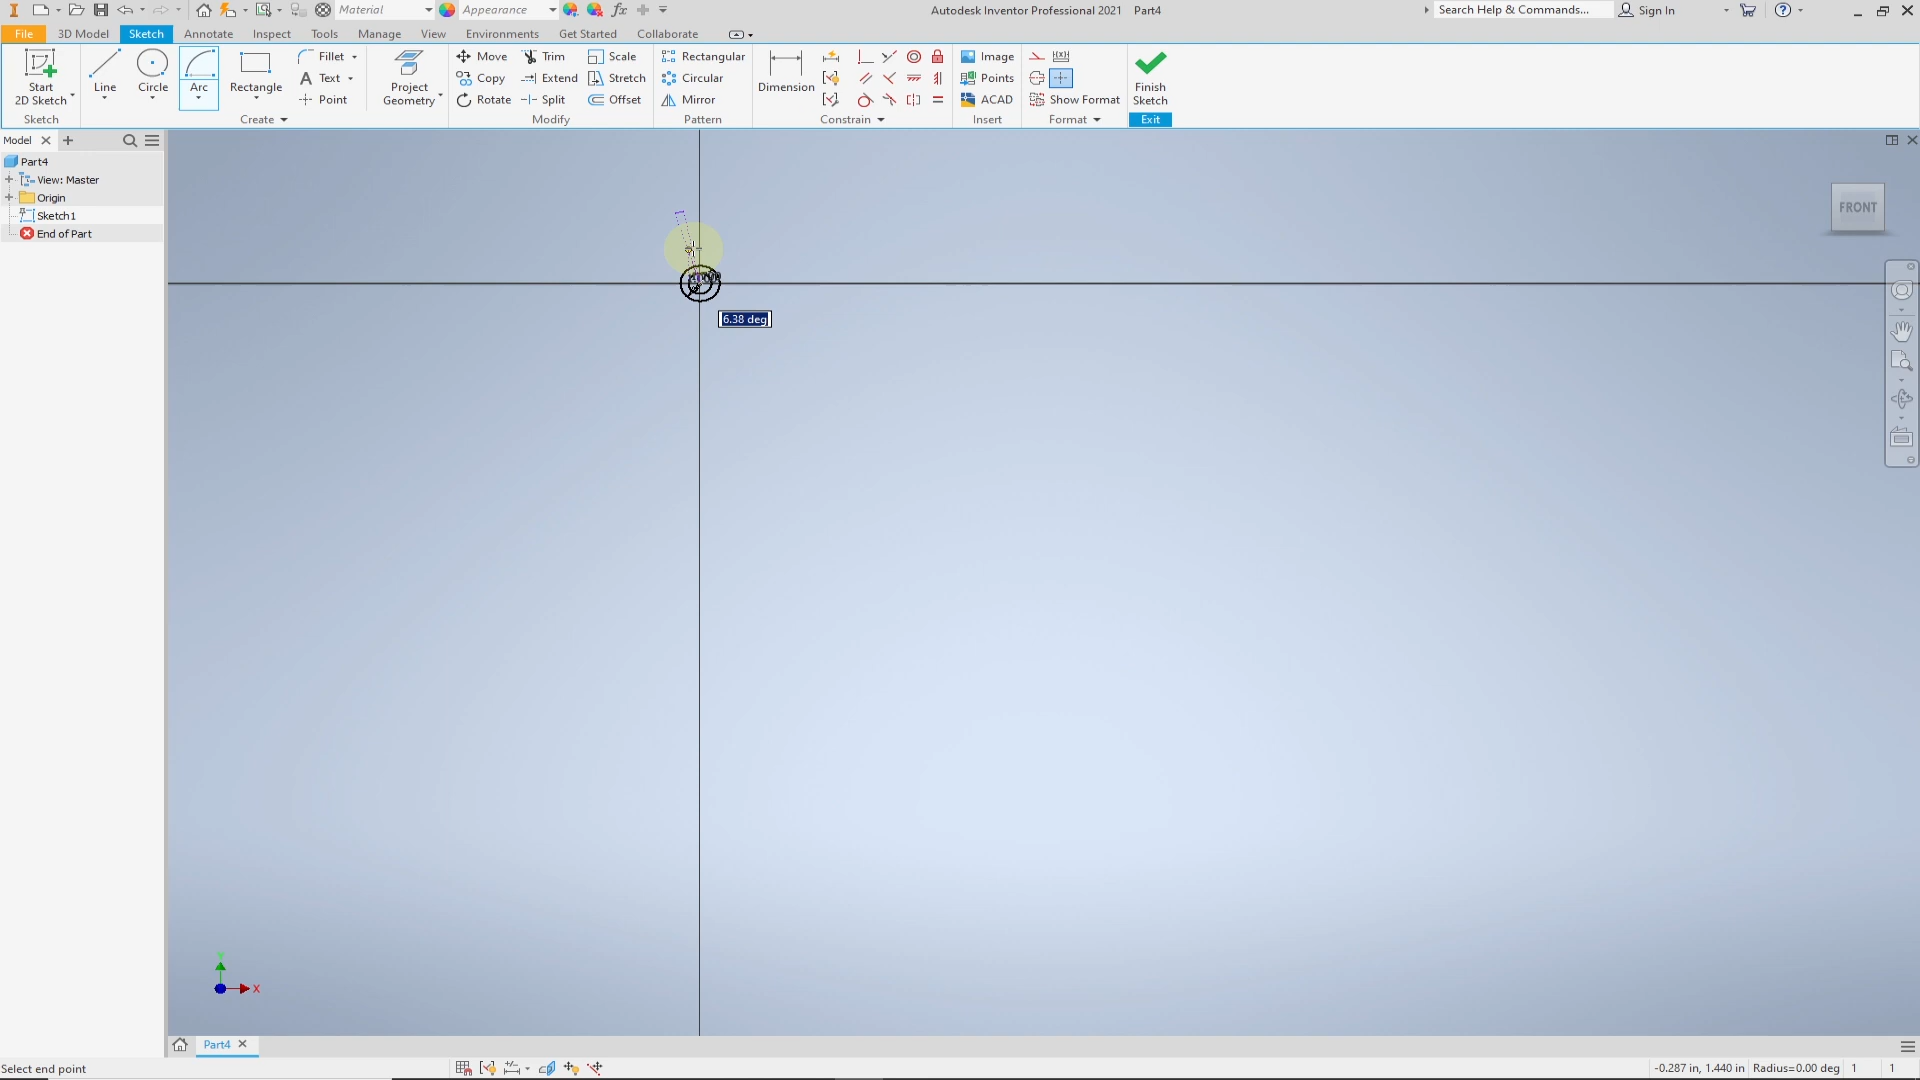 Material
Appearance
Autodesk Inventor Professional 2021 Part4
Search Help & Commands...
Sign In
File 3D Model Sketch Annotate Inspect Tools Manage View Environments Get Started Collaborate
Start
2D Sketch
Line
Circle
Arc
Rectangle
Fillet
Text
Point
Project
Geometry
Move
Copy
Rotate
Trim
Extend
Split
Scale
Stretch
Offset
Rectangular
Circular
Mirror
Dimension
Image
Points
ACAD
Show Format
Finish
Sketch
Sketch Create Modify Pattern Constrain Insert Format Exit
Model
Part4
View: Master
Origin
Sketch1
End of Part
FRONT
6.38 deg
X
Part4
Select end point
-0.287 in, 1.440 in Radius=0.00 deg 1 1